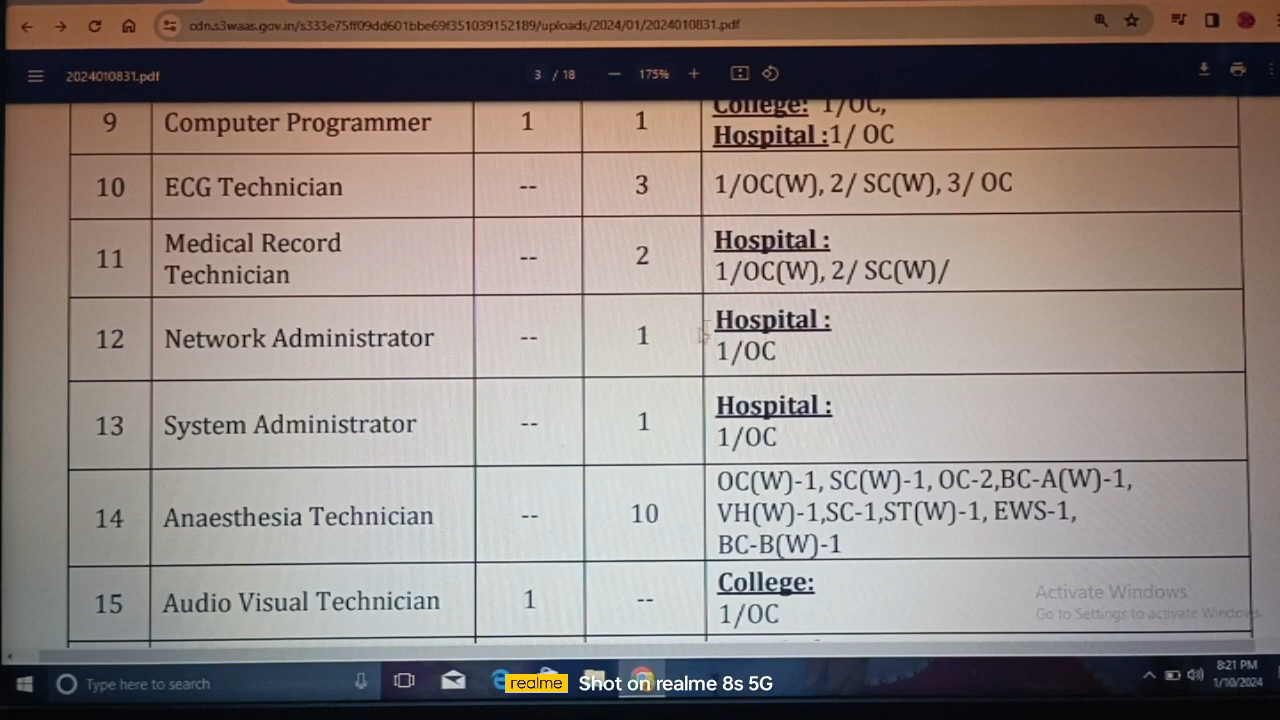 cdn.s3waas.gov.in/s333e75ff09dd601bbe69f351039152189/uploads/2024/01/2024010831.pdf
2024010831.pdf
3 / 18
175%
9 Computer Programmer 1 1 College: 1/OC,
Hospital :1/ OC
10 ECG Technician -- 3 1/OC(W), 2/ SC(W), 3/ OC
11 Medical Record Technician -- 2 Hospital :
1/OC(W), 2/ SC(W)/
12 Network Administrator -- 1 Hospital :
1/OC
13 System Administrator -- 1 Hospital :
1/OC
14 Anaesthesia Technician -- 10 OC(W)-1, SC(W)-1, OC-2,BC-A(W)-1,
VH(W)-1,SC-1,ST(W)-1, EWS-1,
BC-B(W)-1
15 Audio Visual Technician 1 -- College:
1/OC
Activate Windows
Go to Settings to activate Windows.
Type here to search
8:21 PM
1/10/2024
realme Shot on realme 8s 5G